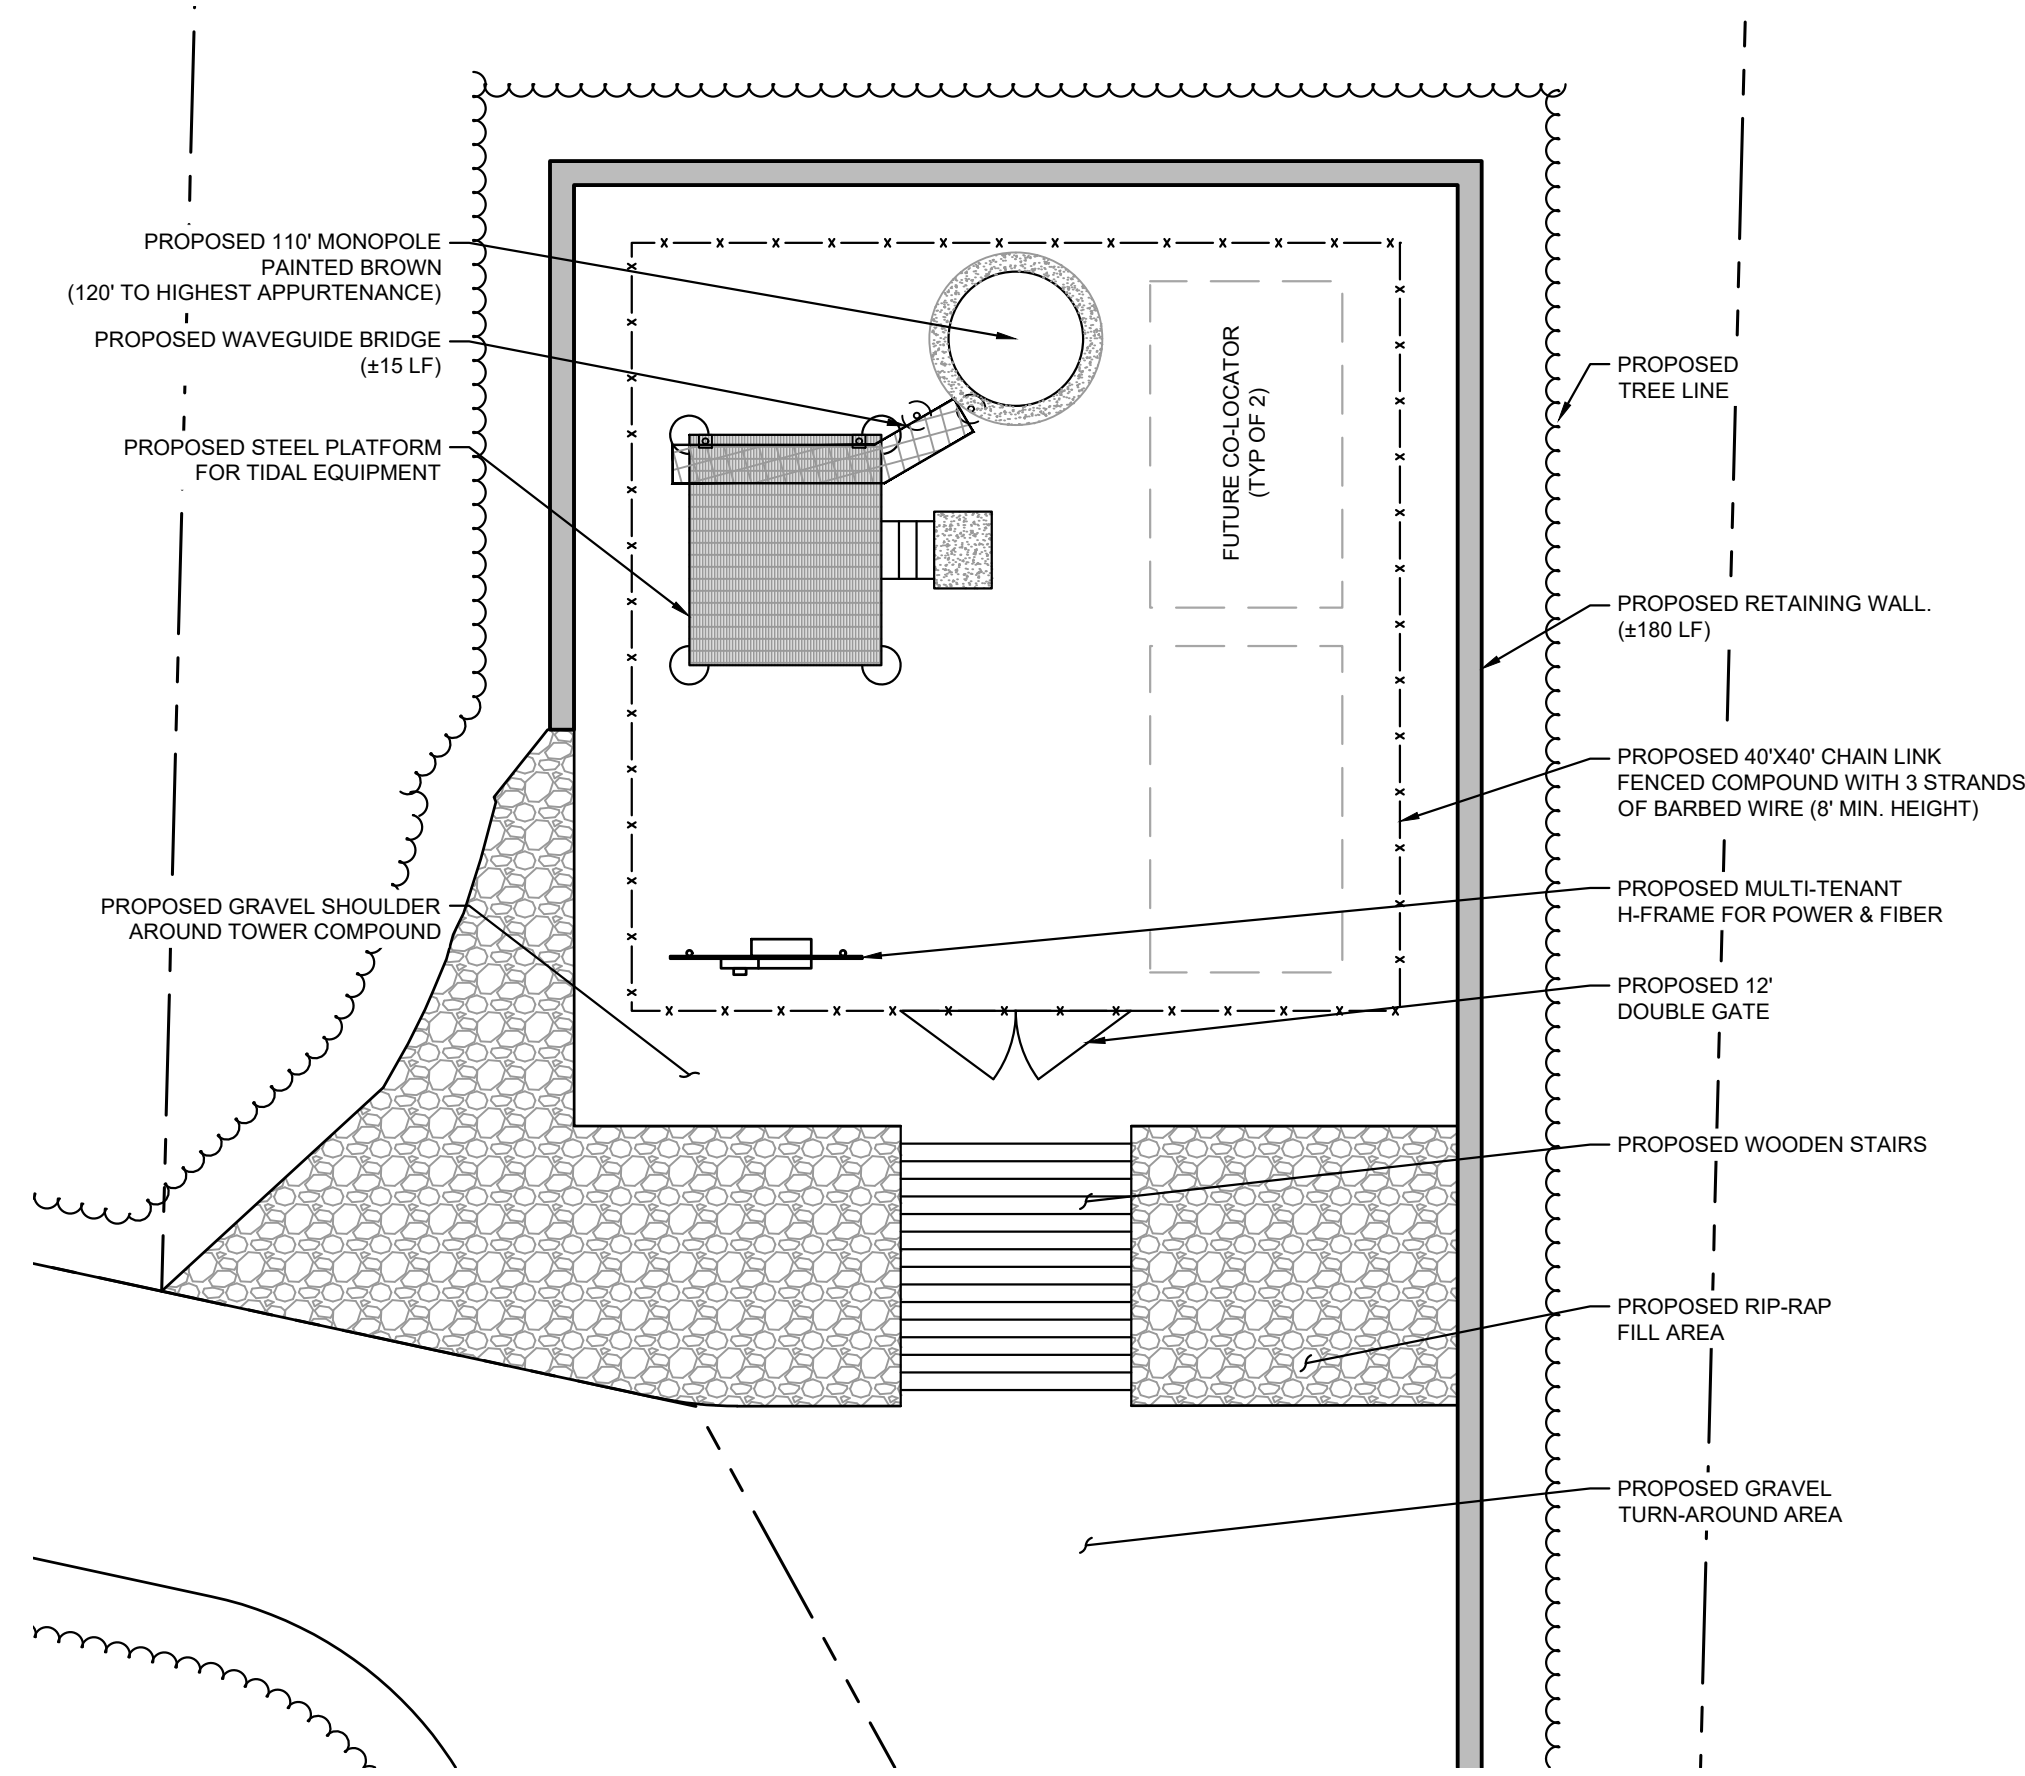 PROPOSED 110' MONOPOLE
PAINTED BROWN
(120' TO HIGHEST APPURTENANCE)
PROPOSED WAVEGUIDE BRIDGE
(±15 LF)
PROPOSED STEEL PLATFORM
FOR TIDAL EQUIPMENT
PROPOSED GRAVEL SHOULDER
AROUND TOWER COMPOUND
FUTURE CO-LOCATOR
(TYP OF 2)
PROPOSED
TREE LINE
PROPOSED RETAINING WALL.
(±180 LF)
PROPOSED 40'X40' CHAIN LINK
FENCED COMPOUND WITH 3 STRANDS
OF BARBED WIRE (8' MIN. HEIGHT)
PROPOSED MULTI-TENANT
H-FRAME FOR POWER & FIBER
PROPOSED 12'
DOUBLE GATE
PROPOSED WOODEN STAIRS
PROPOSED RIP-RAP
FILL AREA
PROPOSED GRAVEL
TURN-AROUND AREA